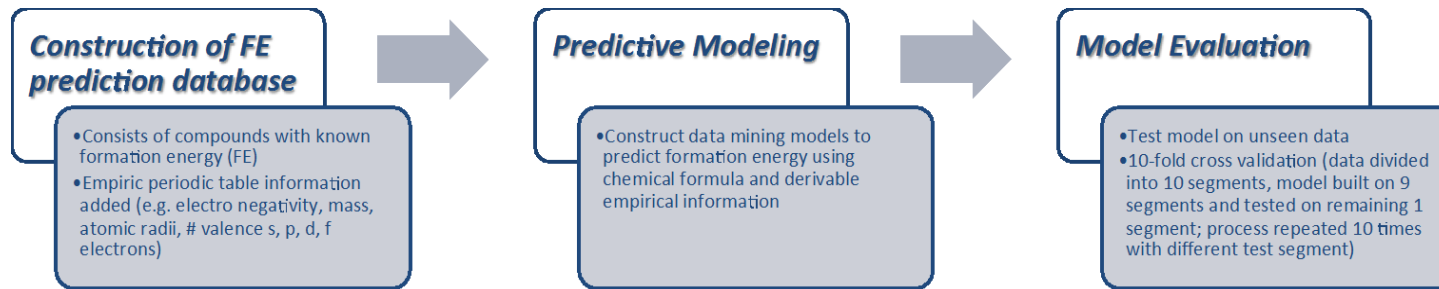 Construction of FE
prediction database
•Consists of compounds with known
formation energy (FE)
•Empiric periodic table information
added (e.g. electro negativity, mass,
atomic radii, # valence s, p, d, f
electrons)
Predictive Modeling
•Construct data mining models to
predict formation energy using
chemical formula and derivable
empirical information
Model Evaluation
•Test model on unseen data
•10-fold cross validation (data divided
into 10 segments, model built on 9
segments and tested on remaining 1
segment; process repeated 10 times
with different test segment)